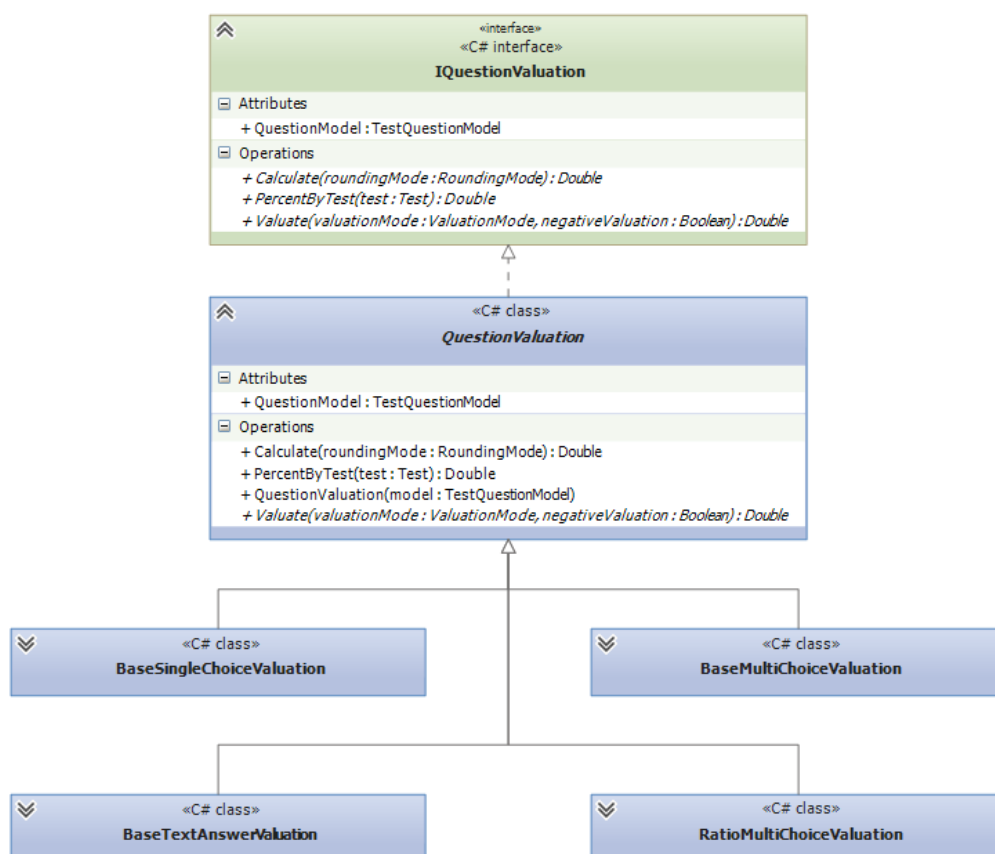 «interface»
«C# interface»
IQuestionValuation
Attributes
+ QuestionModel : TestQuestionModel
Operations
+ Calculate(roundingMode : RoundingMode) : Double
+ PercentByTest(test : Test) : Double
+ Valuate(valuationMode : ValuationMode, negativeValuation : Boolean) : Double
«C# class»
QuestionValuation
Attributes
+ QuestionModel : TestQuestionModel
Operations
+ Calculate(roundingMode : RoundingMode) : Double
+ PercentByTest(test : Test) : Double
+ QuestionValuation(model : TestQuestionModel)
+ Valuate(valuationMode : ValuationMode, negativeValuation : Boolean) : Double
«C# class»
BaseSingleChoiceValuation
«C# class»
BaseMultiChoiceValuation
«C# class»
BaseTextAnswerValuation
«C# class»
RatioMultiChoiceValuation